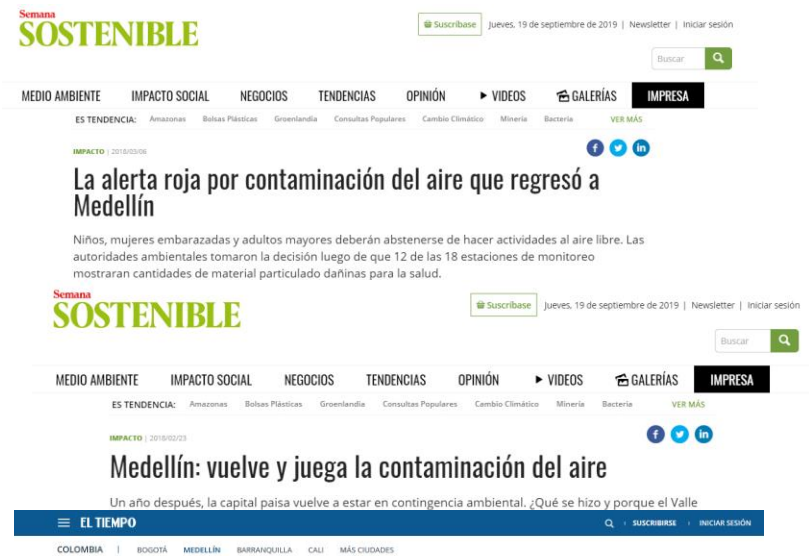 Semana
SOSTENIBLE
Suscríbase
Jueves, 19 de septiembre de 2019 | Newsletter | Iniciar sesión
Buscar
MEDIO AMBIENTE IMPACTO SOCIAL NEGOCIOS TENDENCIAS OPINIÓN VIDEOS GALERÍAS IMPRESA
ES TENDENCIA: Amazonas Bolsas Plásticas Groenlandia Consultas Populares Cambio Climático Minería Bacteria VER MÁS
IMPACTO | 2018/03/06
La alerta roja por contaminación del aire que regresó a
Medellín
Niños, mujeres embarazadas y adultos mayores deberán abstenerse de hacer actividades al aire libre. Las
autoridades ambientales tomaron la decisión luego de que 12 de las 18 estaciones de monitoreo
mostraran cantidades de material particulado dañinas para la salud.
Semana
SOSTENIBLE
Suscríbase
Jueves, 19 de septiembre de 2019 | Newsletter | Iniciar sesión
Buscar
MEDIO AMBIENTE IMPACTO SOCIAL NEGOCIOS TENDENCIAS OPINIÓN VIDEOS GALERÍAS IMPRESA
ES TENDENCIA: Amazonas Bolsas Plásticas Groenlandia Consultas Populares Cambio Climático Minería Bacteria VER MÁS
IMPACTO | 2018/02/23
Medellín: vuelve y juega la contaminación del aire
Un año después, la capital paisa vuelve a estar en contingencia ambiental. ¿Qué se hizo y porque el Valle
EL TIEMPO SUSCRIBIRSE INICIAR SESIÓN
COLOMBIA | BOGOTÁ MEDELLÍN BARRANQUILLA CALI MÁS CIUDADES